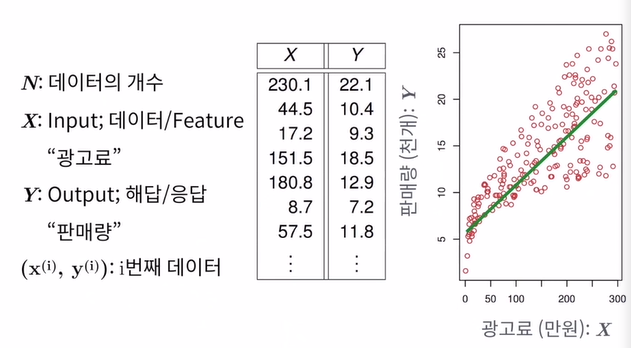 N: 데이터의 개수
X: Input; 데이터/Feature
“광고료”
Y: Output; 해답/응답
“판매량”
(x⁽ⁱ⁾, y⁽ⁱ⁾): i번째 데이터
X Y
230.1 22.1
44.5 10.4
17.2 9.3
151.5 18.5
180.8 12.9
8.7 7.2
57.5 11.8
⋮ ⋮
판매량 (천개): Y
25
20
15
10
5
0 50 100 200 300
광고료 (만원): X